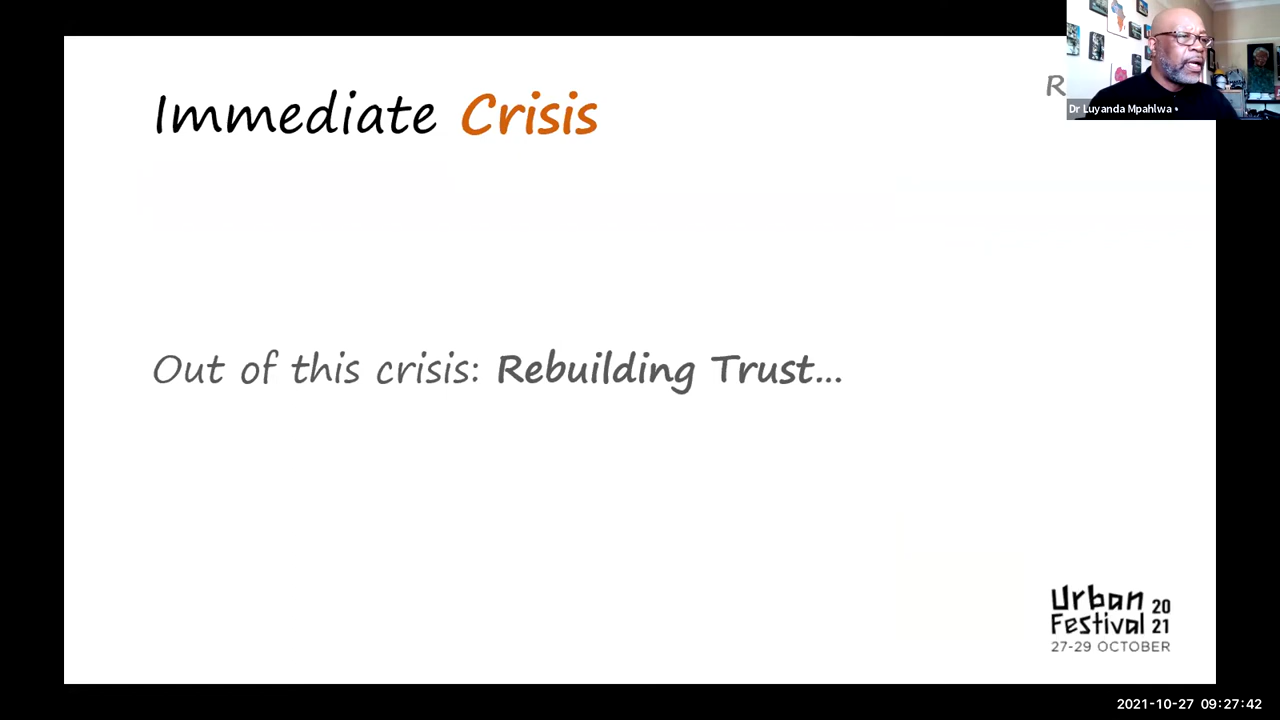 Immediate Crisis
R
Dr Luyanda Mpahlwa
Out of this crisis: Rebuilding Trust...
Urban 20
Festival 21
27-29 OCTOBER
2021-10-27 09:27:42